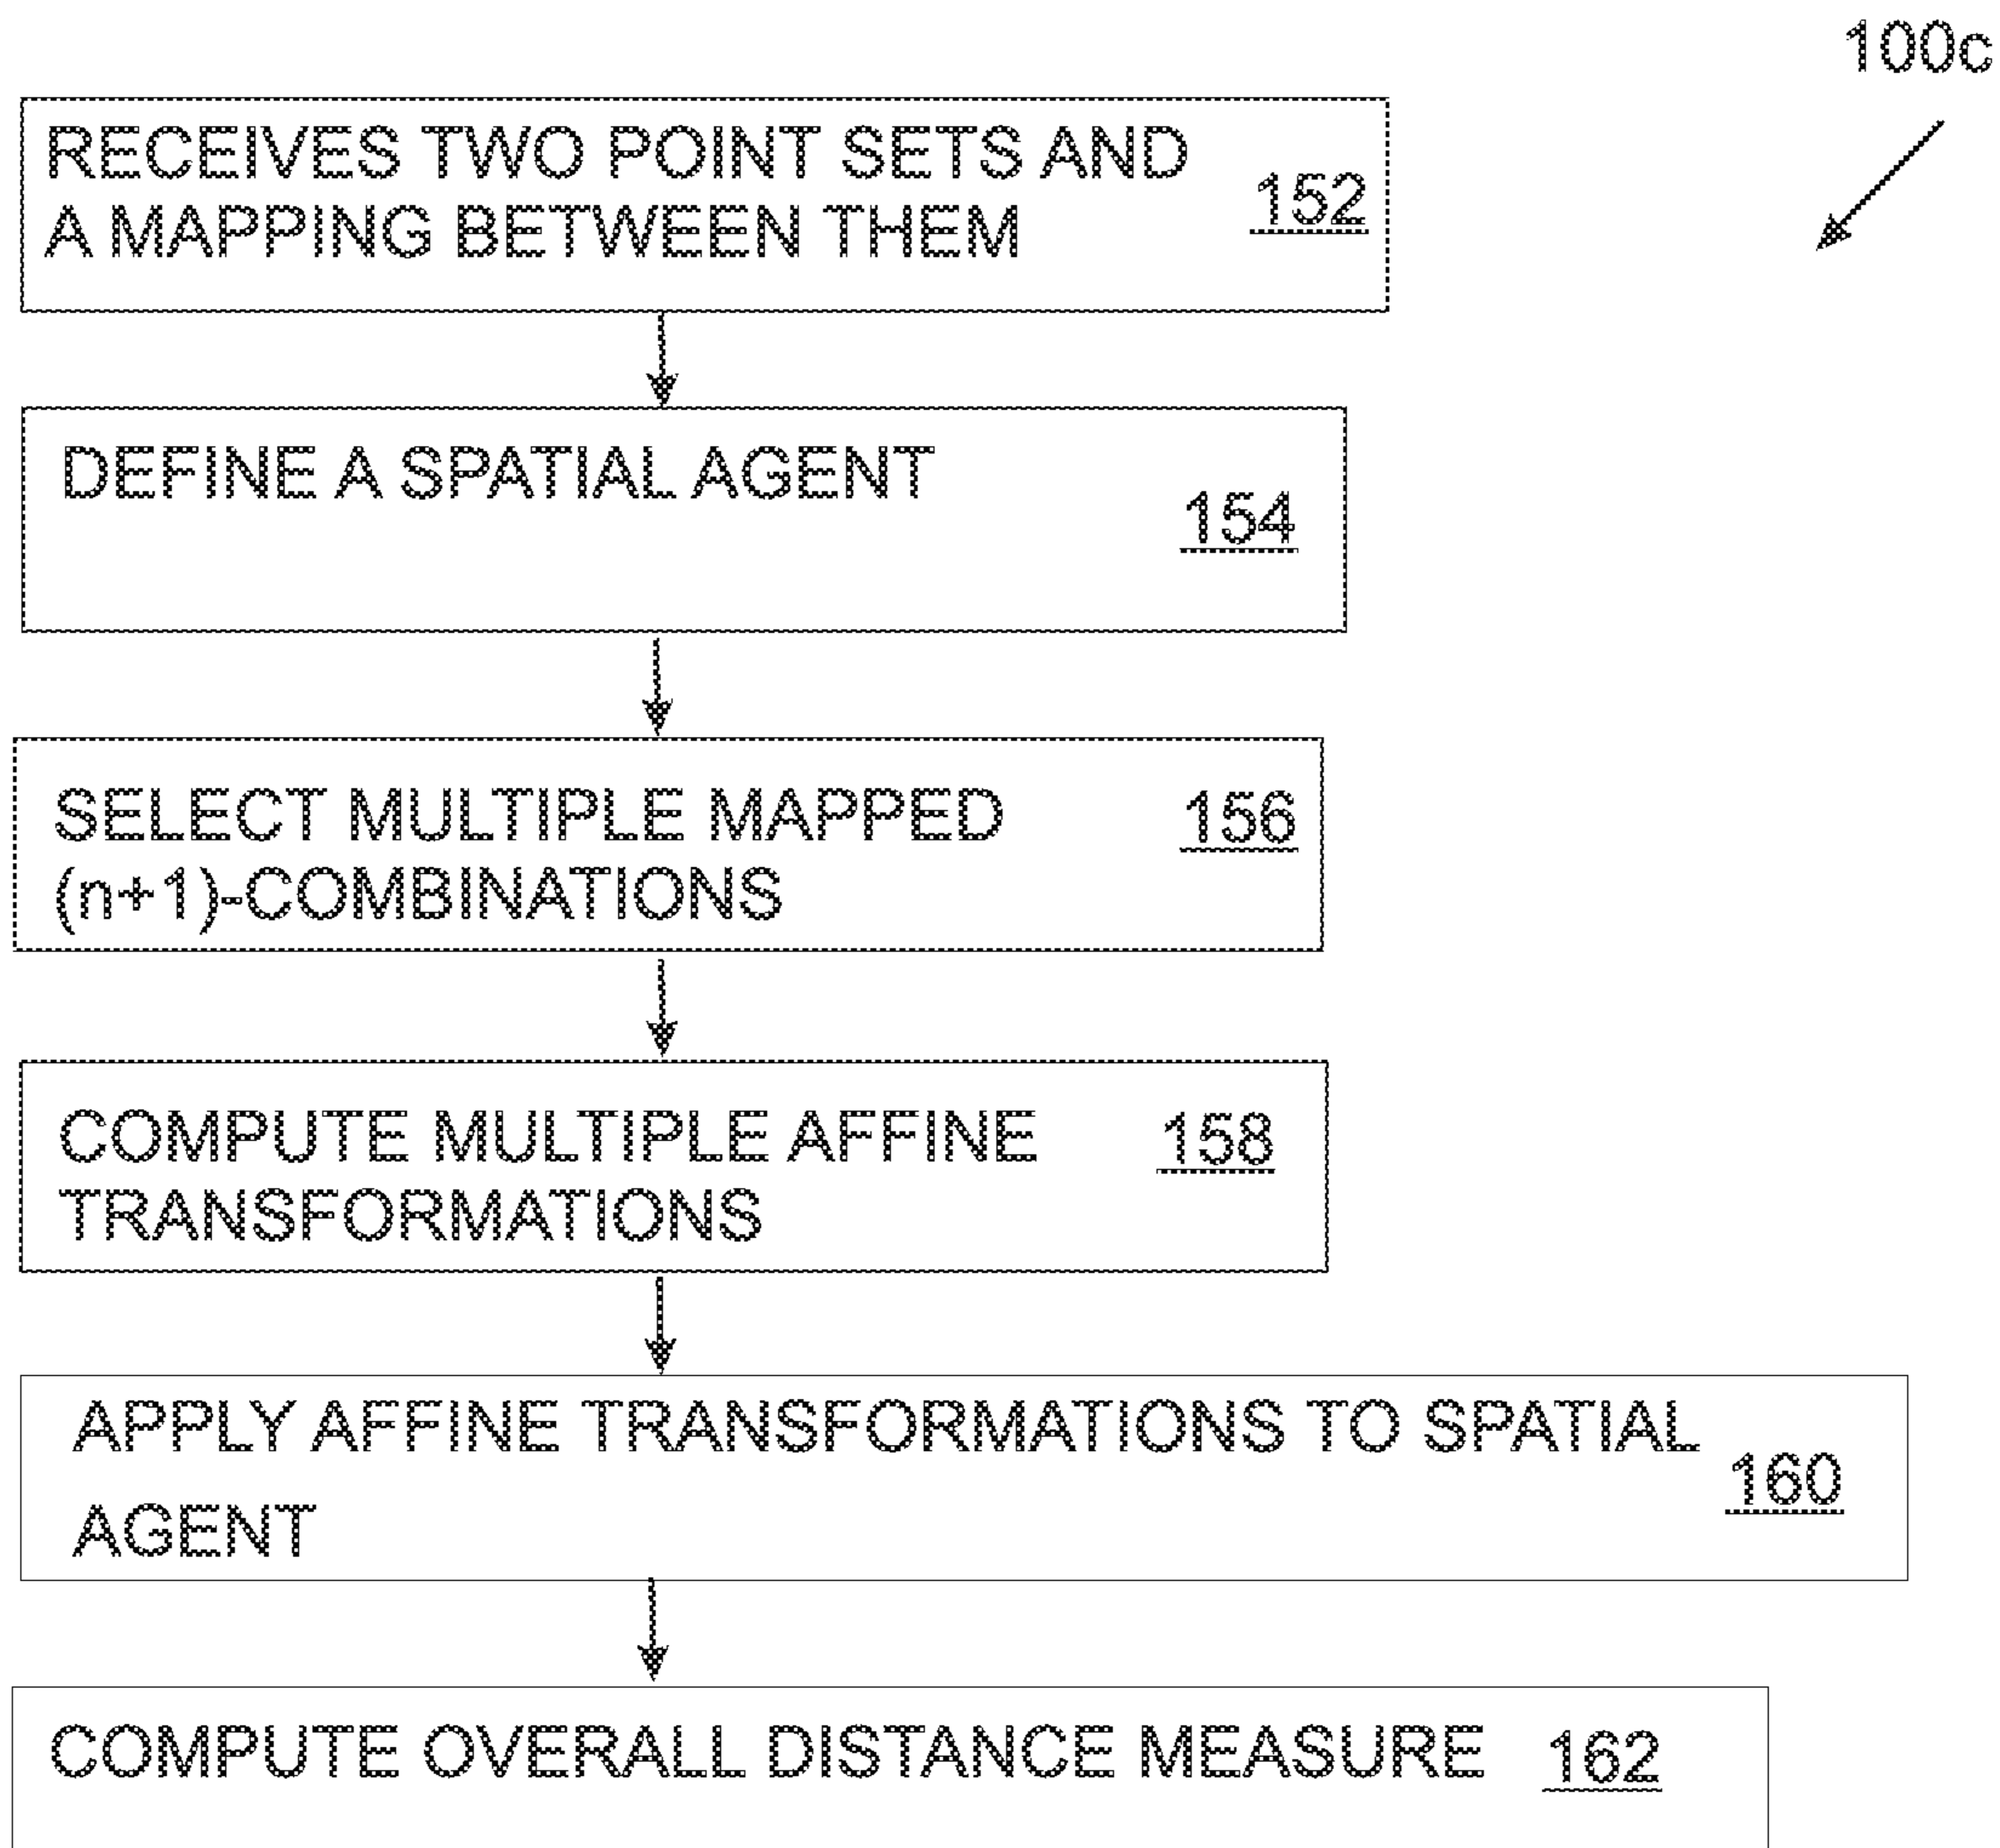 100c
RECEIVES TWO POINT SETS AND
A MAPPING BETWEEN THEM
152
DEFINE A SPATIAL AGENT
154
SELECT MULTIPLE MAPPED
156
(n+1)-COMBINATIONS
COMPUTE MULTIPLE AFFINE
158
TRANSFORMATIONS
APPLY AFFINE TRANSFORMATIONS TO SPATIAL
160
AGENT
COMPUTE OVERALL DISTANCE MEASURE
162